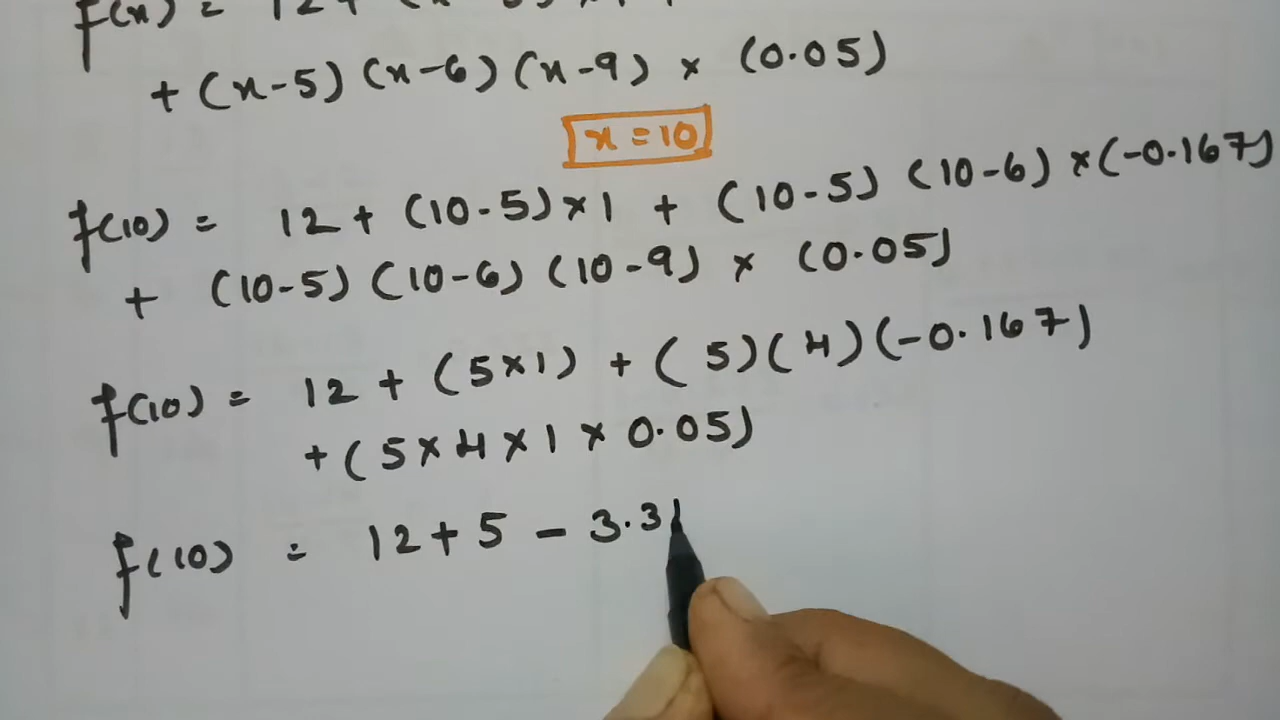 f(x) = 12 +
+ (x-5) (x-6) (x-9) × (0.05)
x = 10
f(10) = 12 + (10-5)×1 + (10-5) (10-6) ×(-0.167)
+ (10-5) (10-6) (10-9) × (0.05)
f(10) = 12 + (5×1) + (5)(4)(-0.167)
+ (5×4×1×0.05)
f(10) = 12+5 - 3.3